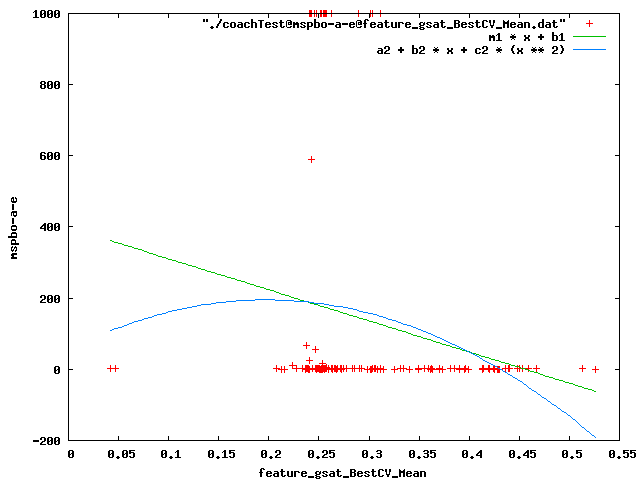 1000
"./coachTest@mspbo-a-e@feature_gsat_BestCV_Mean.dat"
m1 * x + b1
a2 + b2 * x + c2 * (x ** 2)
800
600
400
200
0
-200
mspbo-a-e
0 0.05 0.1 0.15 0.2 0.25 0.3 0.35 0.4 0.45 0.5 0.55
feature_gsat_BestCV_Mean